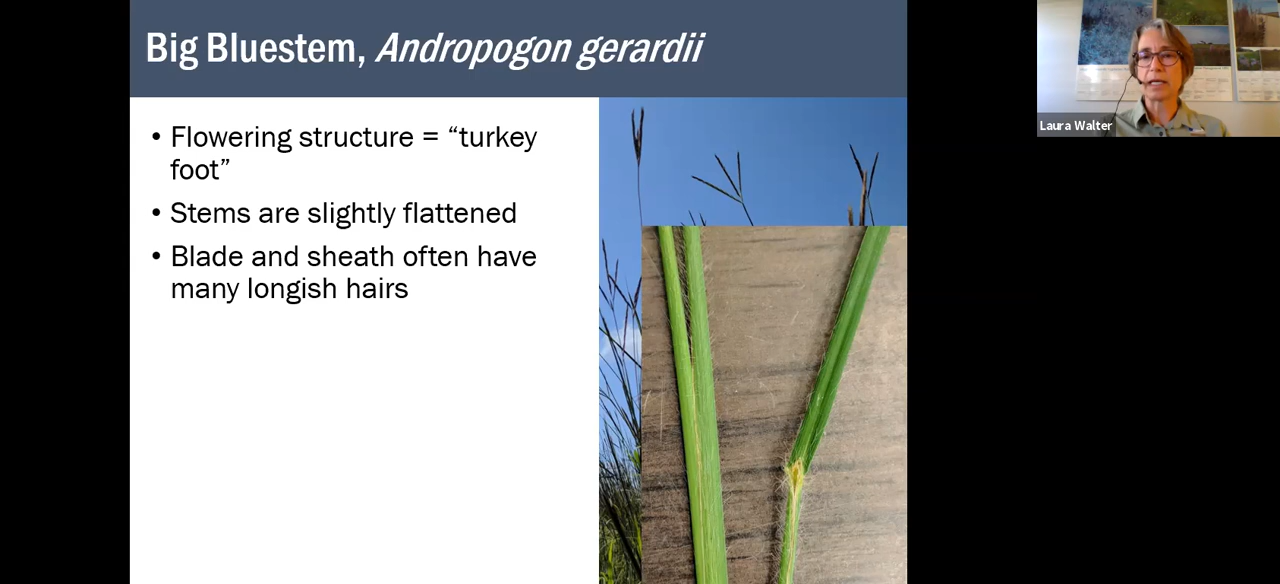 Big Bluestem, Andropogon gerardii
• Flowering structure = “turkey
foot”
• Stems are slightly flattened
• Blade and sheath often have
many longish hairs
Laura Walter